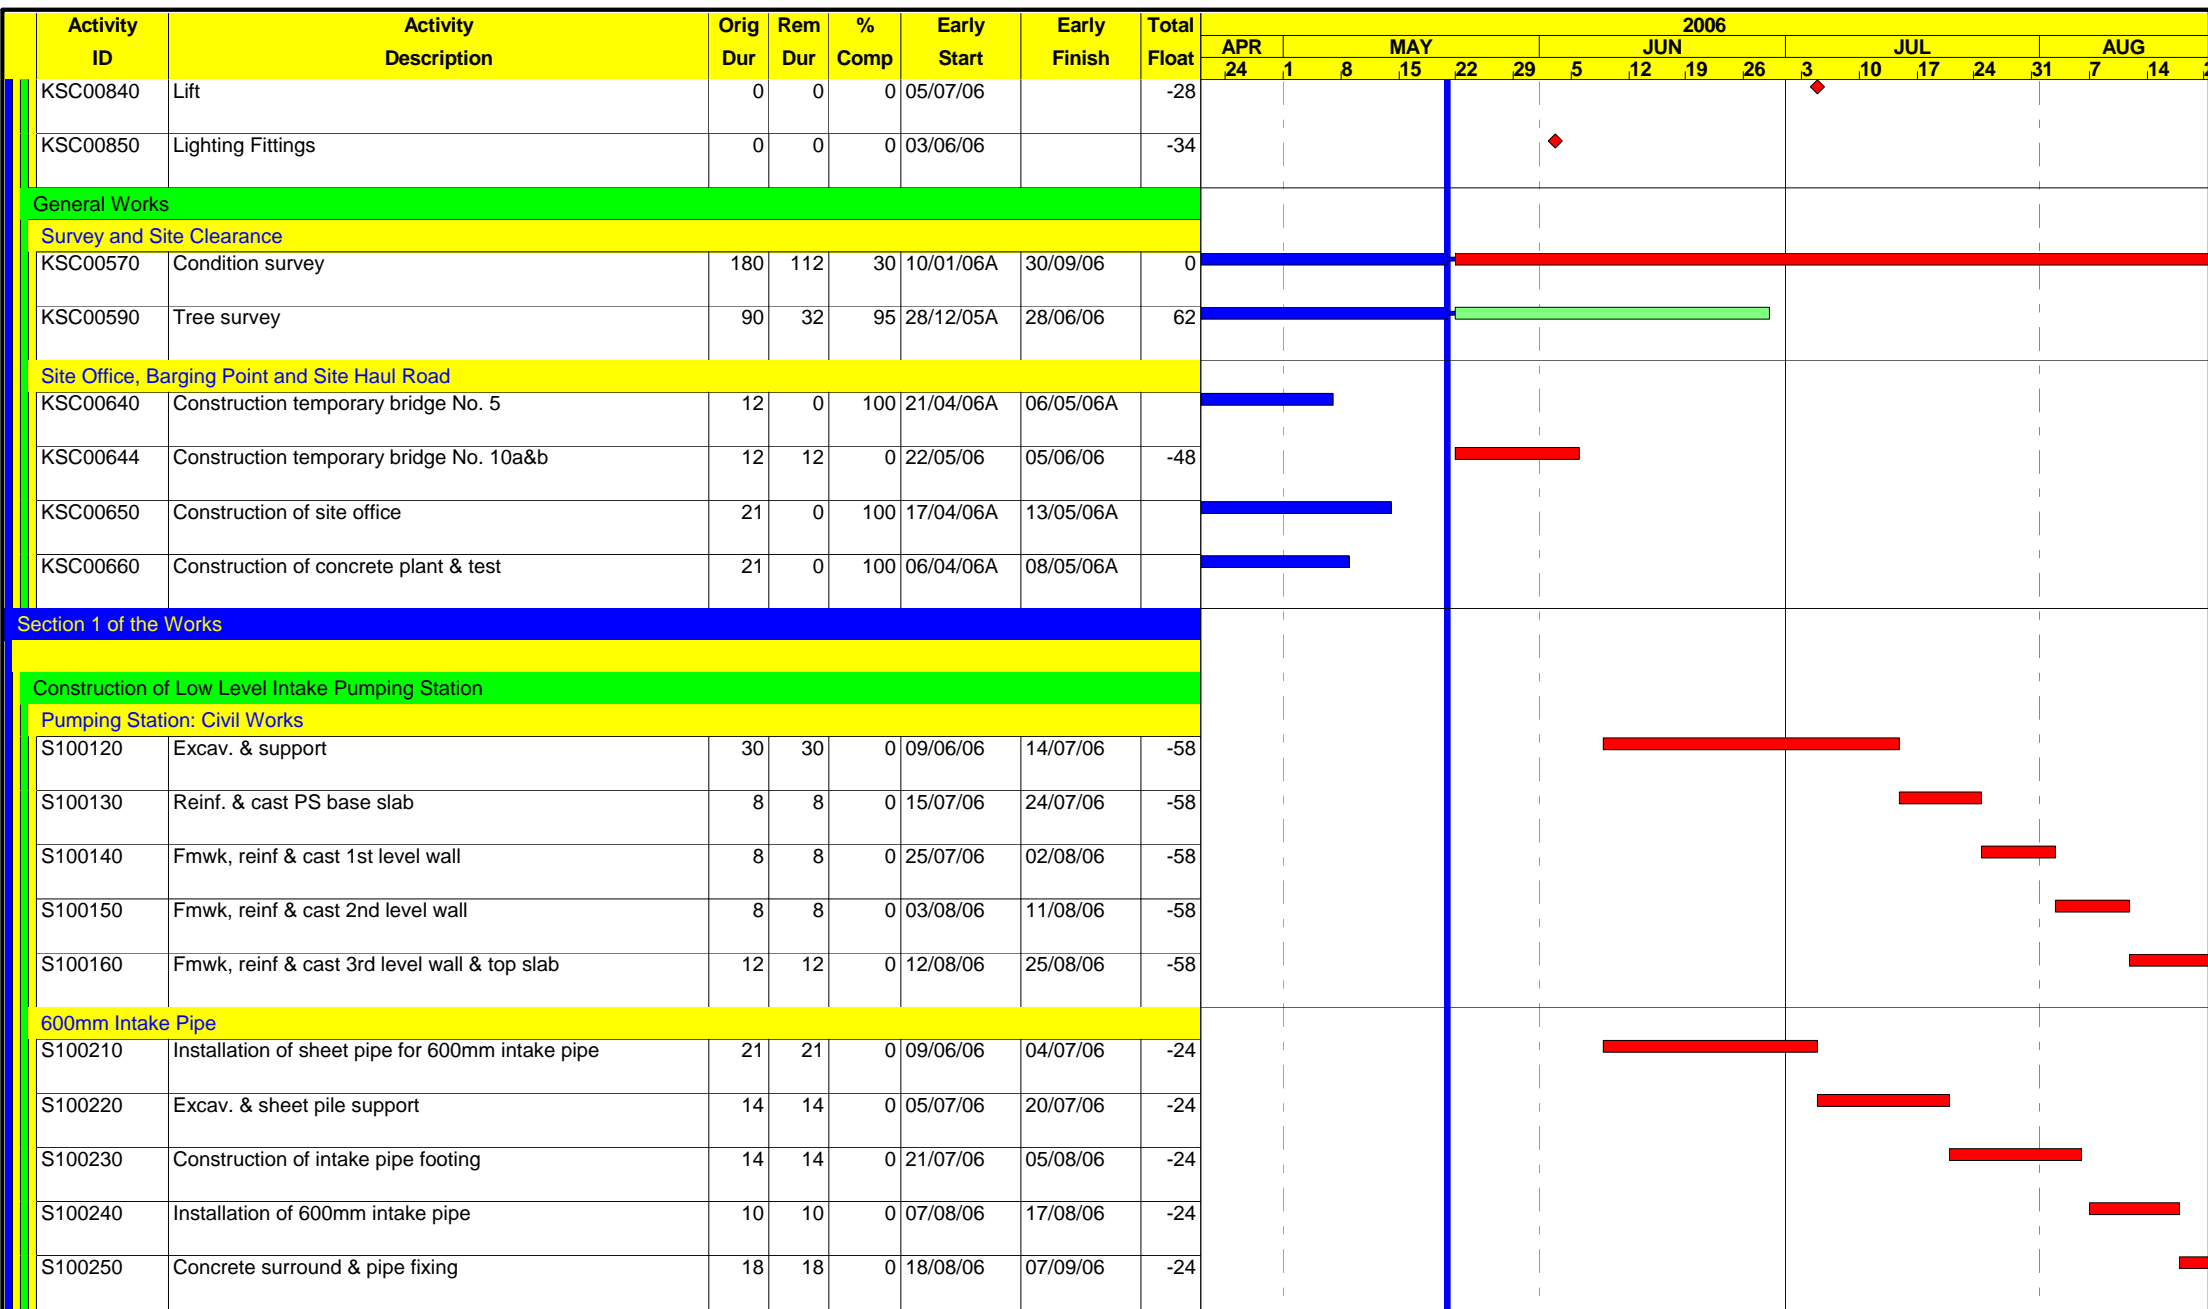 Activity Activity Orig Rem % Early Early Total 2006
ID Description Dur Dur Comp Start Finish Float APR MAY JUN JUL AUG
24 1 8 15 22 29 5 12 19 26 3 10 17 24 31 7 14
KSC00840 Lift 0 0 0 05/07/06 -28
KSC00850 Lighting Fittings 0 0 0 03/06/06 -34
General Works
Survey and Site Clearance
KSC00570 Condition survey 180 112 30 10/01/06A 30/09/06 0
KSC00590 Tree survey 90 32 95 28/12/05A 28/06/06 62
Site Office, Barging Point and Site Haul Road
KSC00640 Construction temporary bridge No. 5 12 0 100 21/04/06A 06/05/06A
KSC00644 Construction temporary bridge No. 10a&b 12 12 0 22/05/06 05/06/06 -48
KSC00650 Construction of site office 21 0 100 17/04/06A 13/05/06A
KSC00660 Construction of concrete plant & test 21 0 100 06/04/06A 08/05/06A
Section 1 of the Works
Construction of Low Level Intake Pumping Station
Pumping Station: Civil Works
S100120 Excav. & support 30 30 0 09/06/06 14/07/06 -58
S100130 Reinf. & cast PS base slab 8 8 0 15/07/06 24/07/06 -58
S100140 Fmwk, reinf & cast 1st level wall 8 8 0 25/07/06 02/08/06 -58
S100150 Fmwk, reinf & cast 2nd level wall 8 8 0 03/08/06 11/08/06 -58
S100160 Fmwk, reinf & cast 3rd level wall & top slab 12 12 0 12/08/06 25/08/06 -58
600mm Intake Pipe
S100210 Installation of sheet pipe for 600mm intake pipe 21 21 0 09/06/06 04/07/06 -24
S100220 Excav. & sheet pile support 14 14 0 05/07/06 20/07/06 -24
S100230 Construction of intake pipe footing 14 14 0 21/07/06 05/08/06 -24
S100240 Installation of 600mm intake pipe 10 10 0 07/08/06 17/08/06 -24
S100250 Concrete surround & pipe fixing 18 18 0 18/08/06 07/09/06 -24